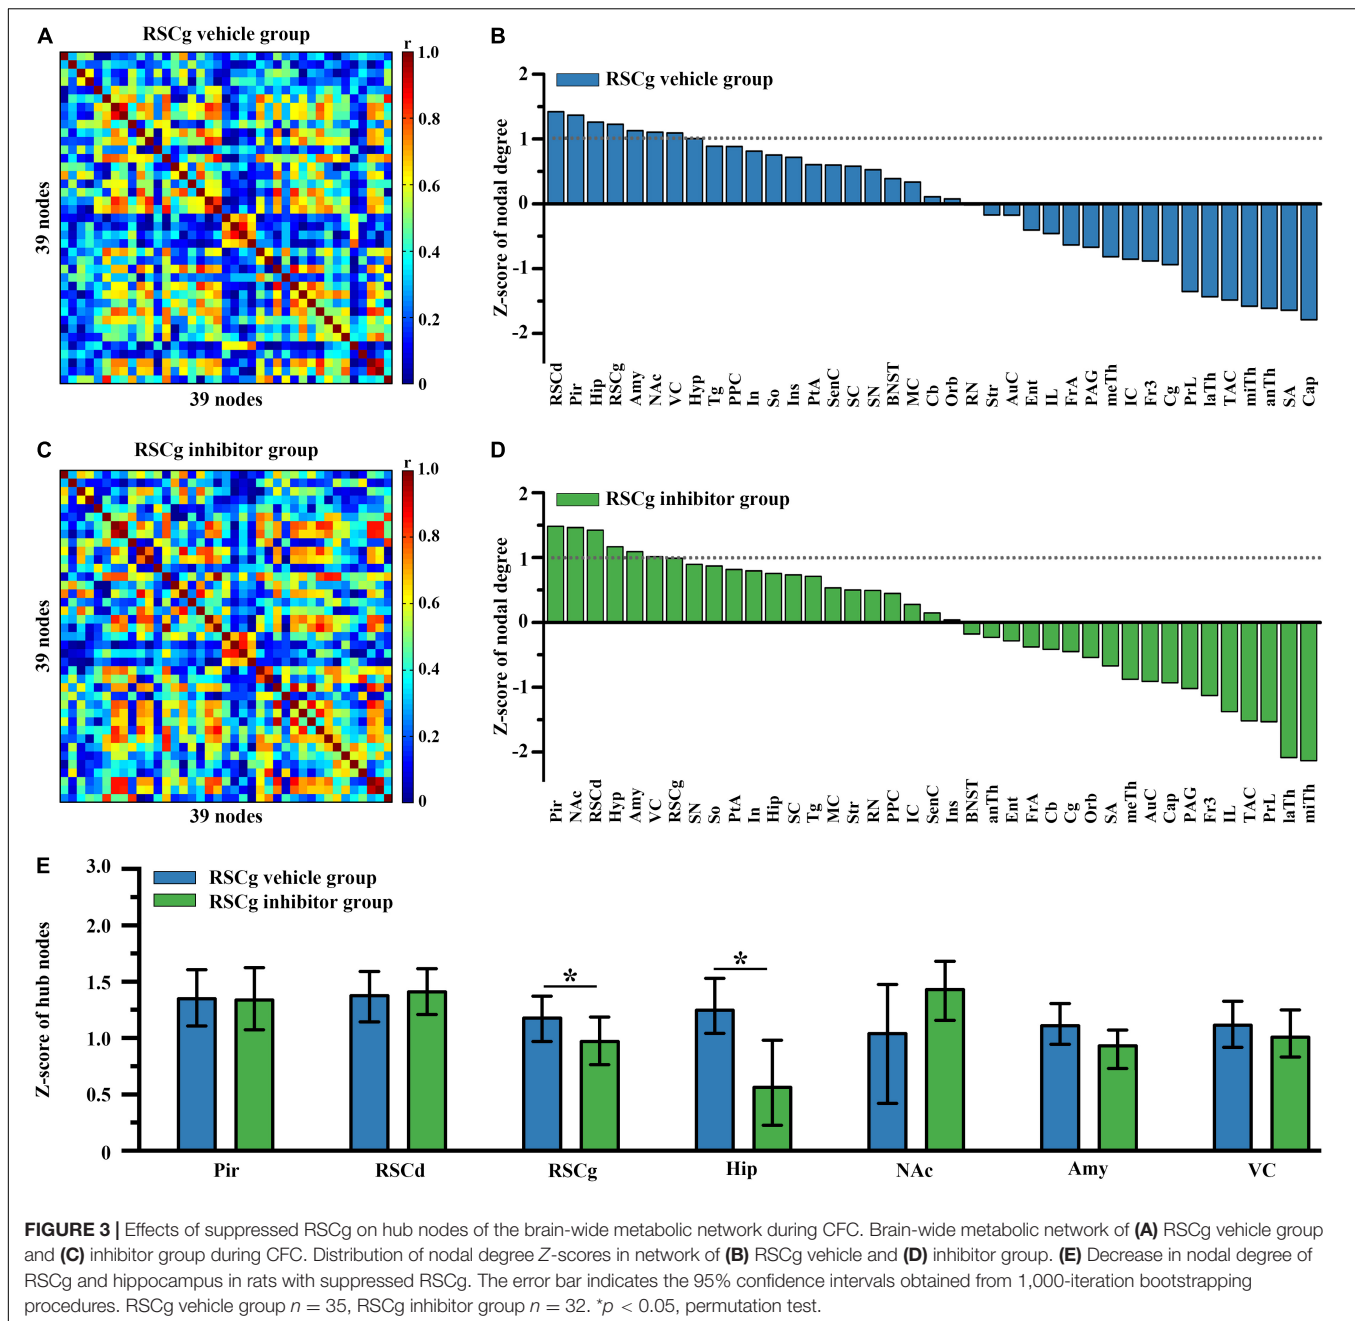 A
RSCg vehicle group
r
1.0
0.8
0.6
0.4
0.2
0
39 nodes
39 nodes
B
RSCg vehicle group
Z-score of nodal degree
2
1
0
-1
-2
RSCd Pir Hip RSCg Amy NAc VC Hyp Tg PPC In So Ins PtA SenC SC SN BNST MC Cb Orb RN Str AuC Ent IL FrA PAG meTh IC Fr3 Cg PrL laTh TAC miTh anTh SA Cap
C
RSCg inhibitor group
r
1.0
0.8
0.6
0.4
0.2
0
39 nodes
39 nodes
D
RSCg inhibitor group
Z-score of nodal degree
2
1
0
-1
-2
Pir NAc RSCd Hyp Amy VC RSCg SN So PtA In Hip SC Tg MC Str RN PPC IC SenC Ins BNST anTh Ent FrA Cb Cg Orb SA meTh AuC Cap PAG Fr3 IL TAC PrL laTh miTh
E
RSCg vehicle group
RSCg inhibitor group
Z-score of hub nodes
3.0
2.0
1.5
1.0
0.5
0
* *
Pir RSCd RSCg Hip NAc Amy VC
FIGURE 3 | Effects of suppressed RSCg on hub nodes of the brain-wide metabolic network during CFC. Brain-wide metabolic network of (A) RSCg vehicle group
and (C) inhibitor group during CFC. Distribution of nodal degree Z-scores in network of (B) RSCg vehicle and (D) inhibitor group. (E) Decrease in nodal degree of
RSCg and hippocampus in rats with suppressed RSCg. The error bar indicates the 95% confidence intervals obtained from 1,000-iteration bootstrapping
procedures. RSCg vehicle group n = 35, RSCg inhibitor group n = 32. *p < 0.05, permutation test.